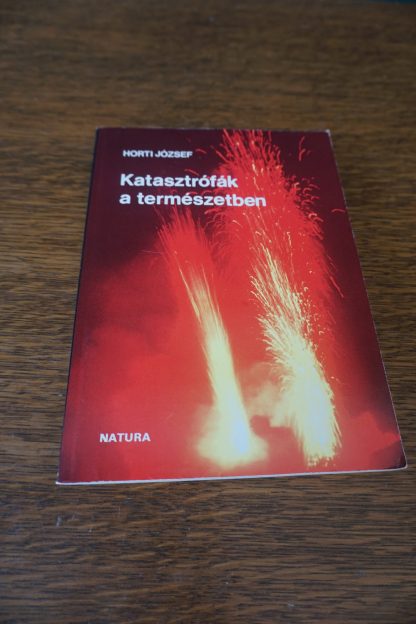 HORTI JÓZSEF
Katasztrófák
a természetben
NATURA